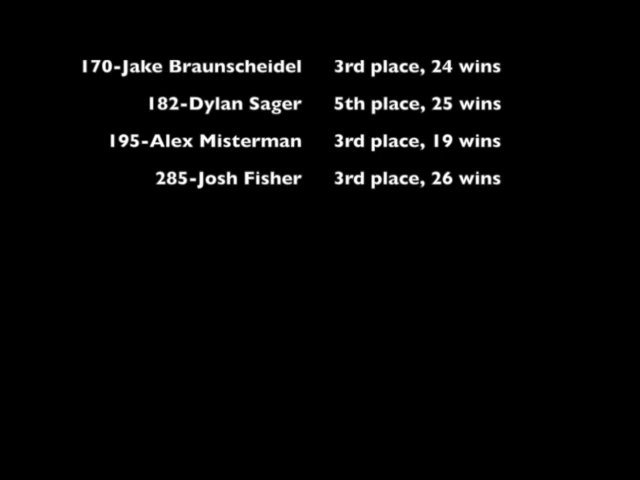 170-Jake Braunscheidel 3rd place, 24 wins
182-Dylan Sager 5th place, 25 wins
195-Alex Misterman 3rd place, 19 wins
285-Josh Fisher 3rd place, 26 wins